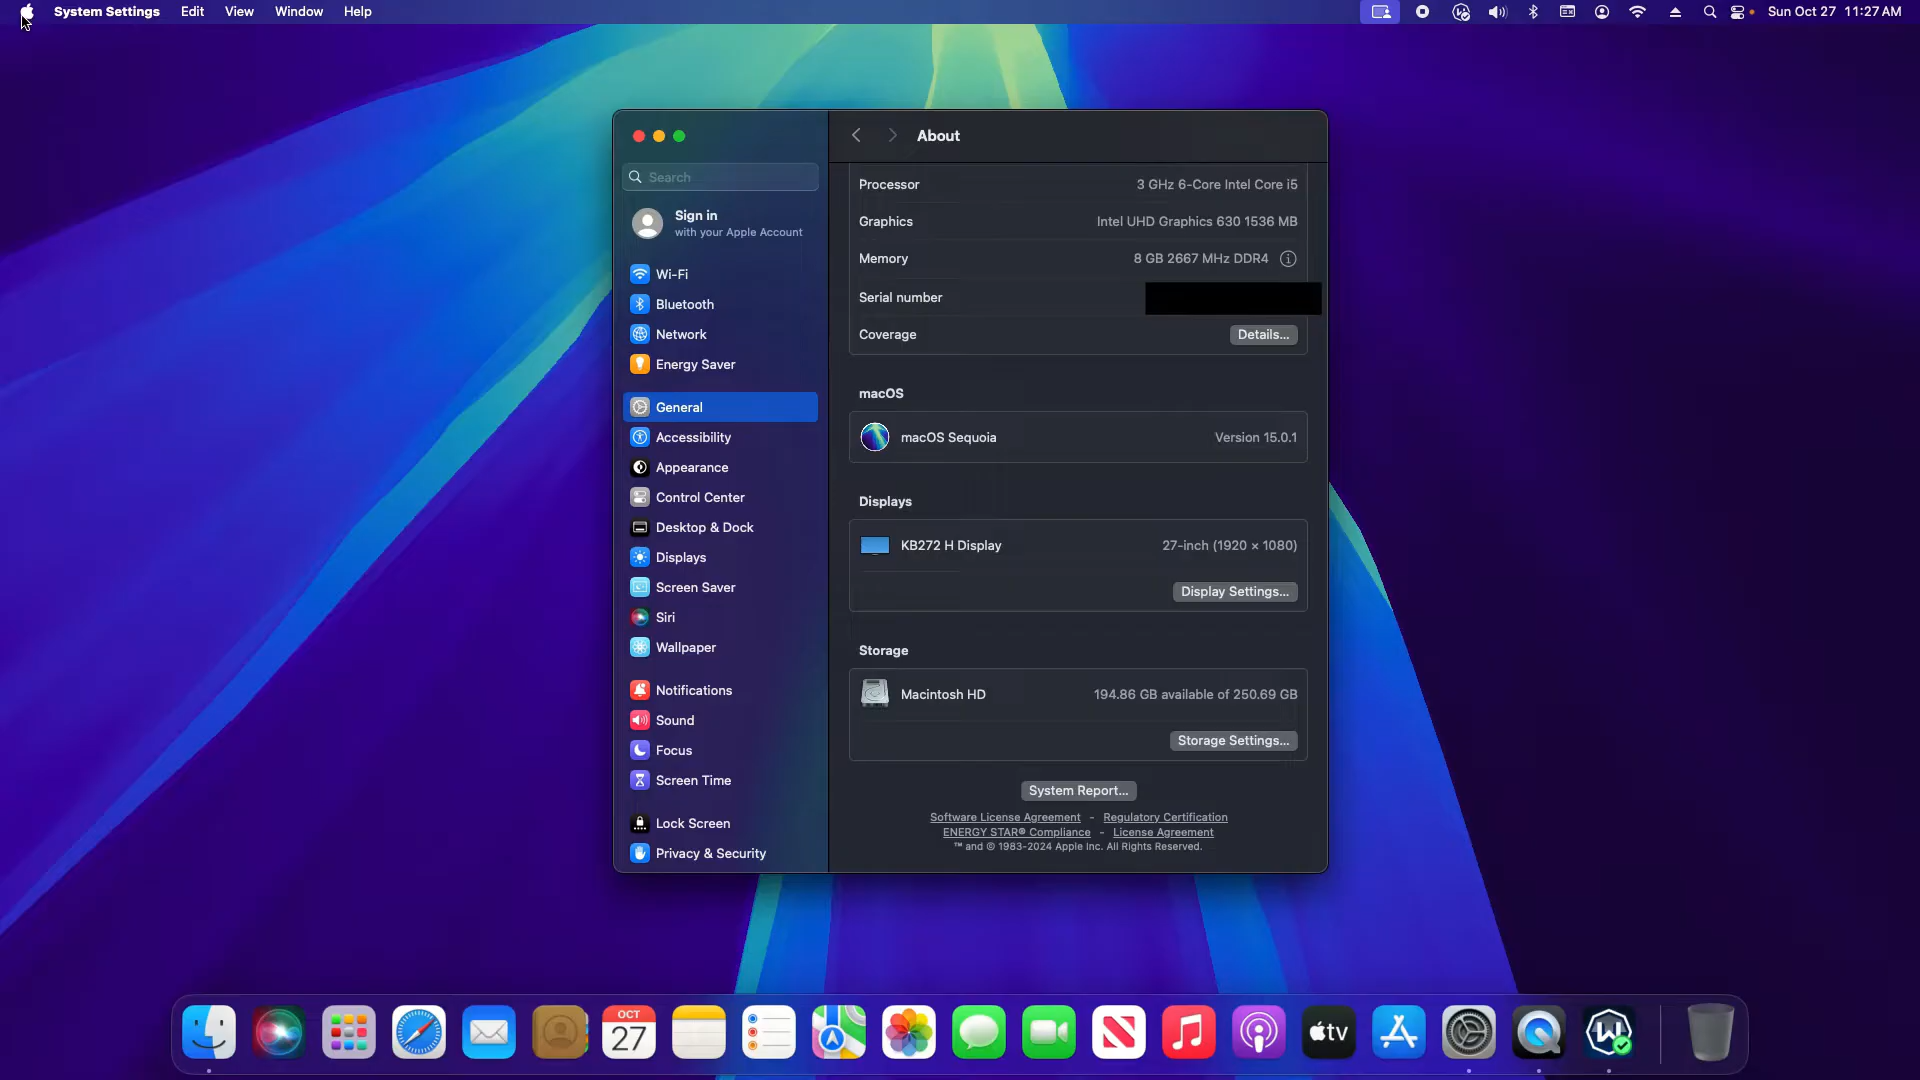 System Settings Edit View Window Help
Sun Oct 27 11:27 AM
Search
Sign in
with your Apple Account
Wi-Fi
Bluetooth
Network
Energy Saver
General
Accessibility
Appearance
Control Center
Desktop & Dock
Displays
Screen Saver
Siri
Wallpaper
Notifications
Sound
Focus
Screen Time
Lock Screen
Privacy & Security
About
Processor 3 GHz 6-Core Intel Core i5
Graphics Intel UHD Graphics 630 1536 MB
Memory 8 GB 2667 MHz DDR4
Serial number
Coverage Details...
macOS
macOS Sequoia Version 15.0.1
Displays
KB272 H Display 27-inch (1920 × 1080)
Display Settings...
Storage
Macintosh HD 194.86 GB available of 250.69 GB
Storage Settings...
System Report...
Software License Agreement - Regulatory Certification
ENERGY STAR® Compliance - License Agreement
™ and © 1983-2024 Apple Inc. All Rights Reserved.
OCT
27
tv